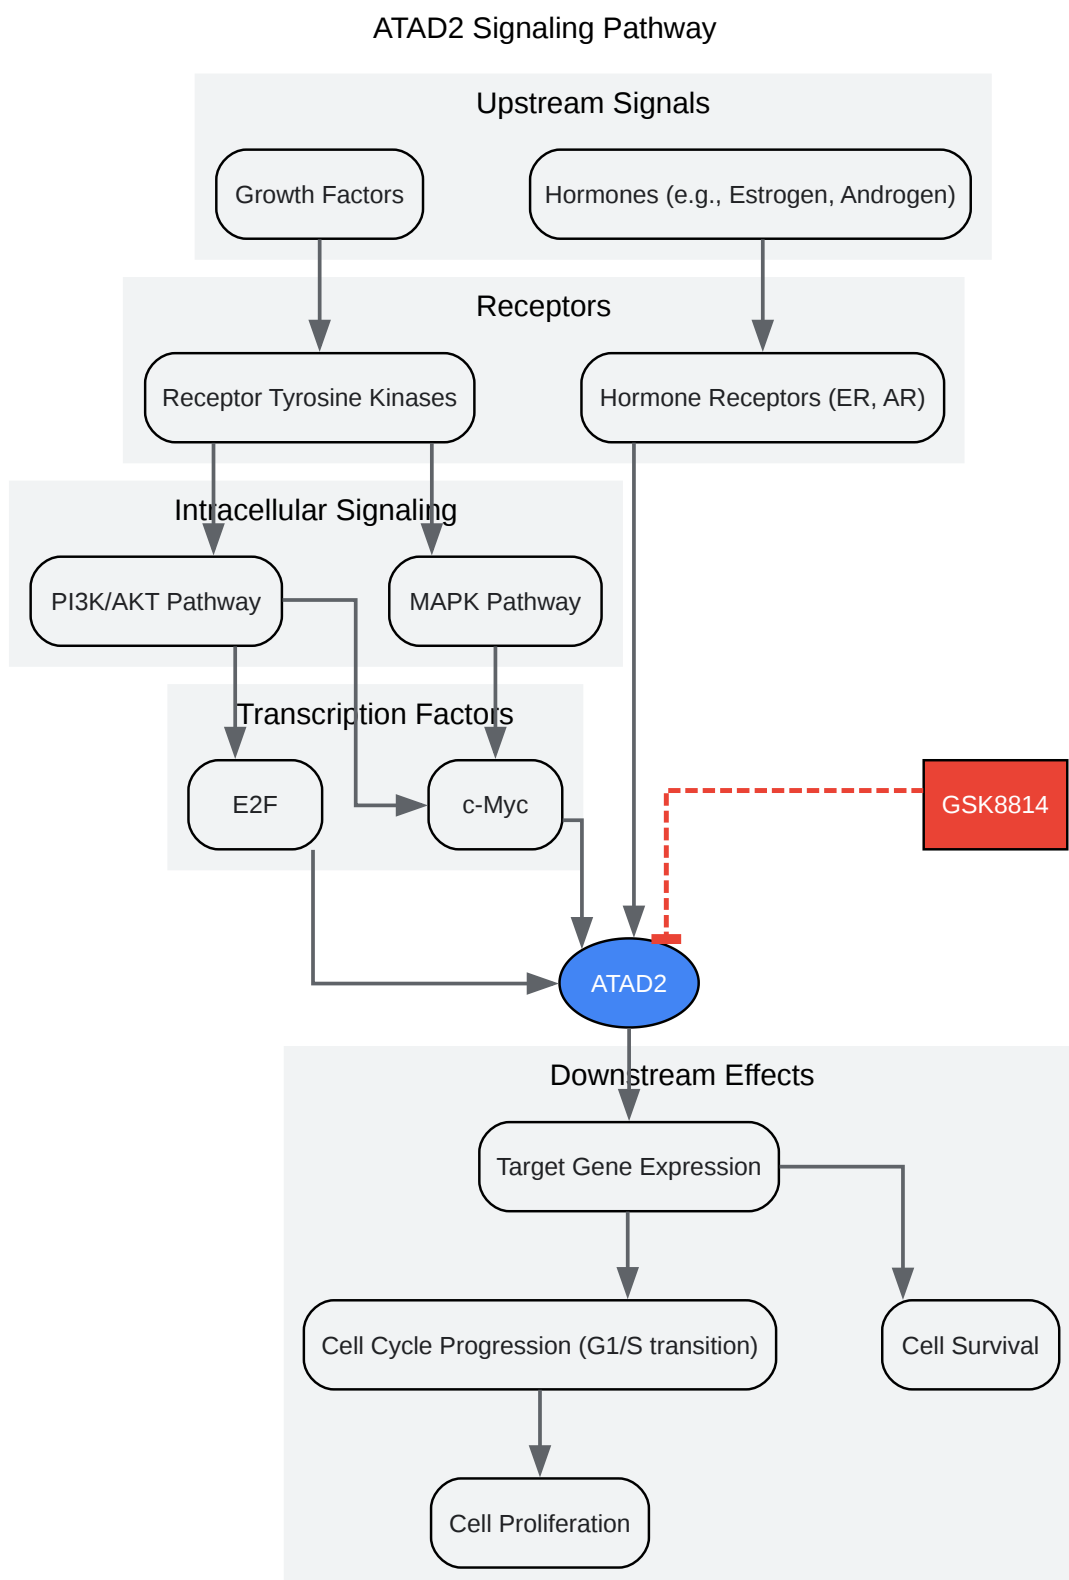 ATAD2 Signaling Pathway
Upstream Signals
Growth Factors
Hormones (e.g., Estrogen, Androgen)
Receptors
Receptor Tyrosine Kinases
Hormone Receptors (ER, AR)
Intracellular Signaling
PI3K/AKT Pathway
MAPK Pathway
Transcription Factors
E2F
c-Myc
GSK8814
ATAD2
Downstream Effects
Target Gene Expression
Cell Cycle Progression (G1/S transition)
Cell Survival
Cell Proliferation